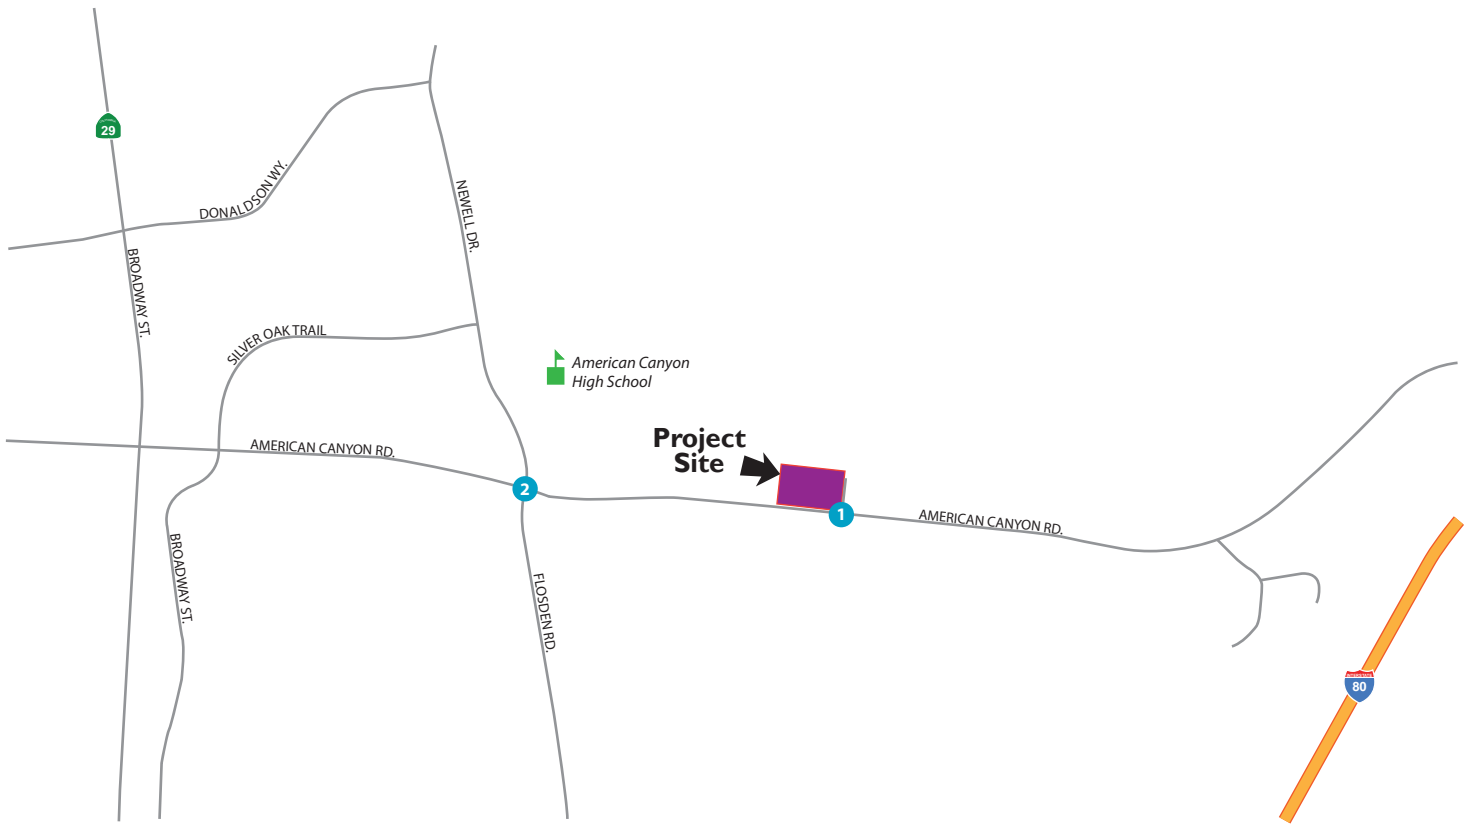 29
DONALDSON WY.
NEWELL DR.
BROADWAY ST.
SILVER OAK TRAIL
American Canyon
High School
AMERICAN CANYON RD.
Project
Site
2
1
AMERICAN CANYON RD.
BROADWAY ST.
FLOSDEN RD.
INTERSTATE
80